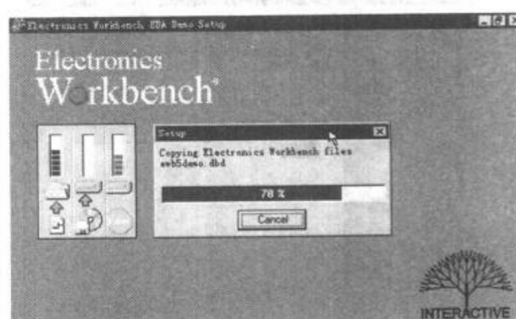 Electronics Workbench, EDA Demo Setup
Electronics
Workbench®
Setup
Copying Electronics Workbench files
ewb5demo.dbd
78 %
Cancel
INTERACTIVE